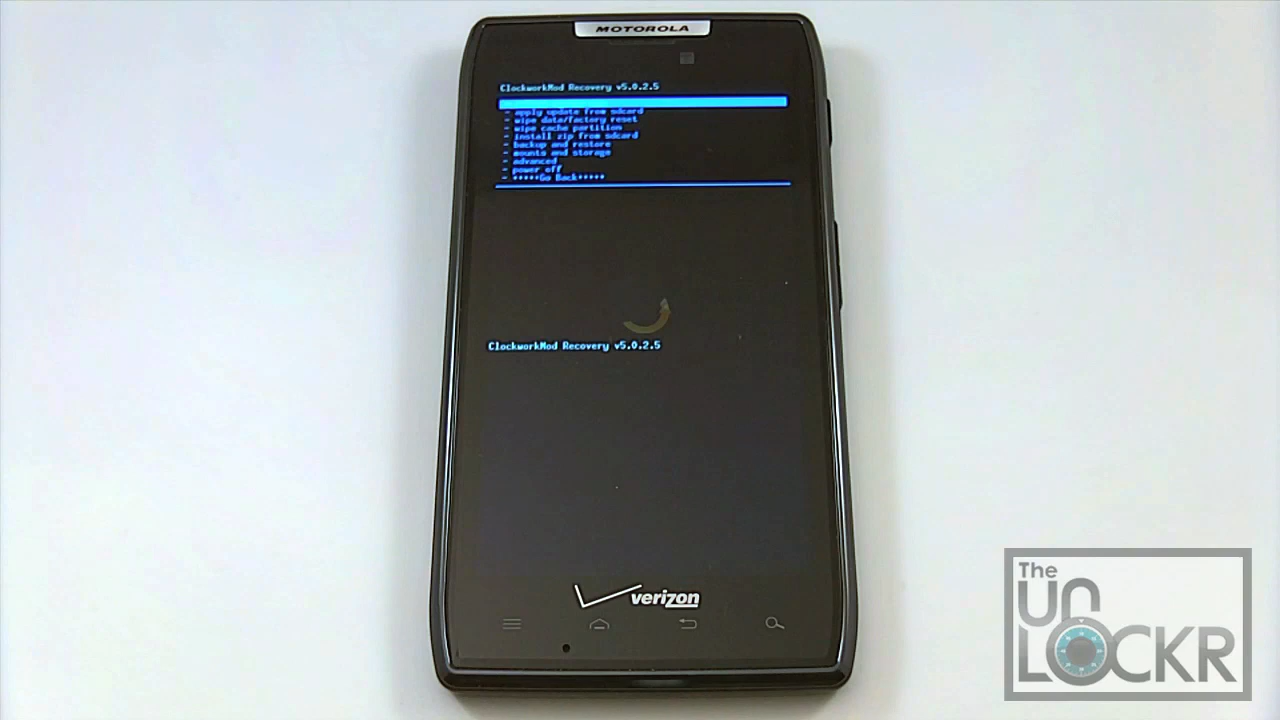 MOTOROLA
ClockworkMod Recovery v5.0.2.5
- apply update from sdcard
- wipe data/factory reset
- wipe cache partition
- install zip from sdcard
- backup and restore
- mounts and storage
- advanced
- power off
- +++++Go Back+++++
ClockworkMod Recovery v5.0.2.5
verizon
The
UN
LOCKR